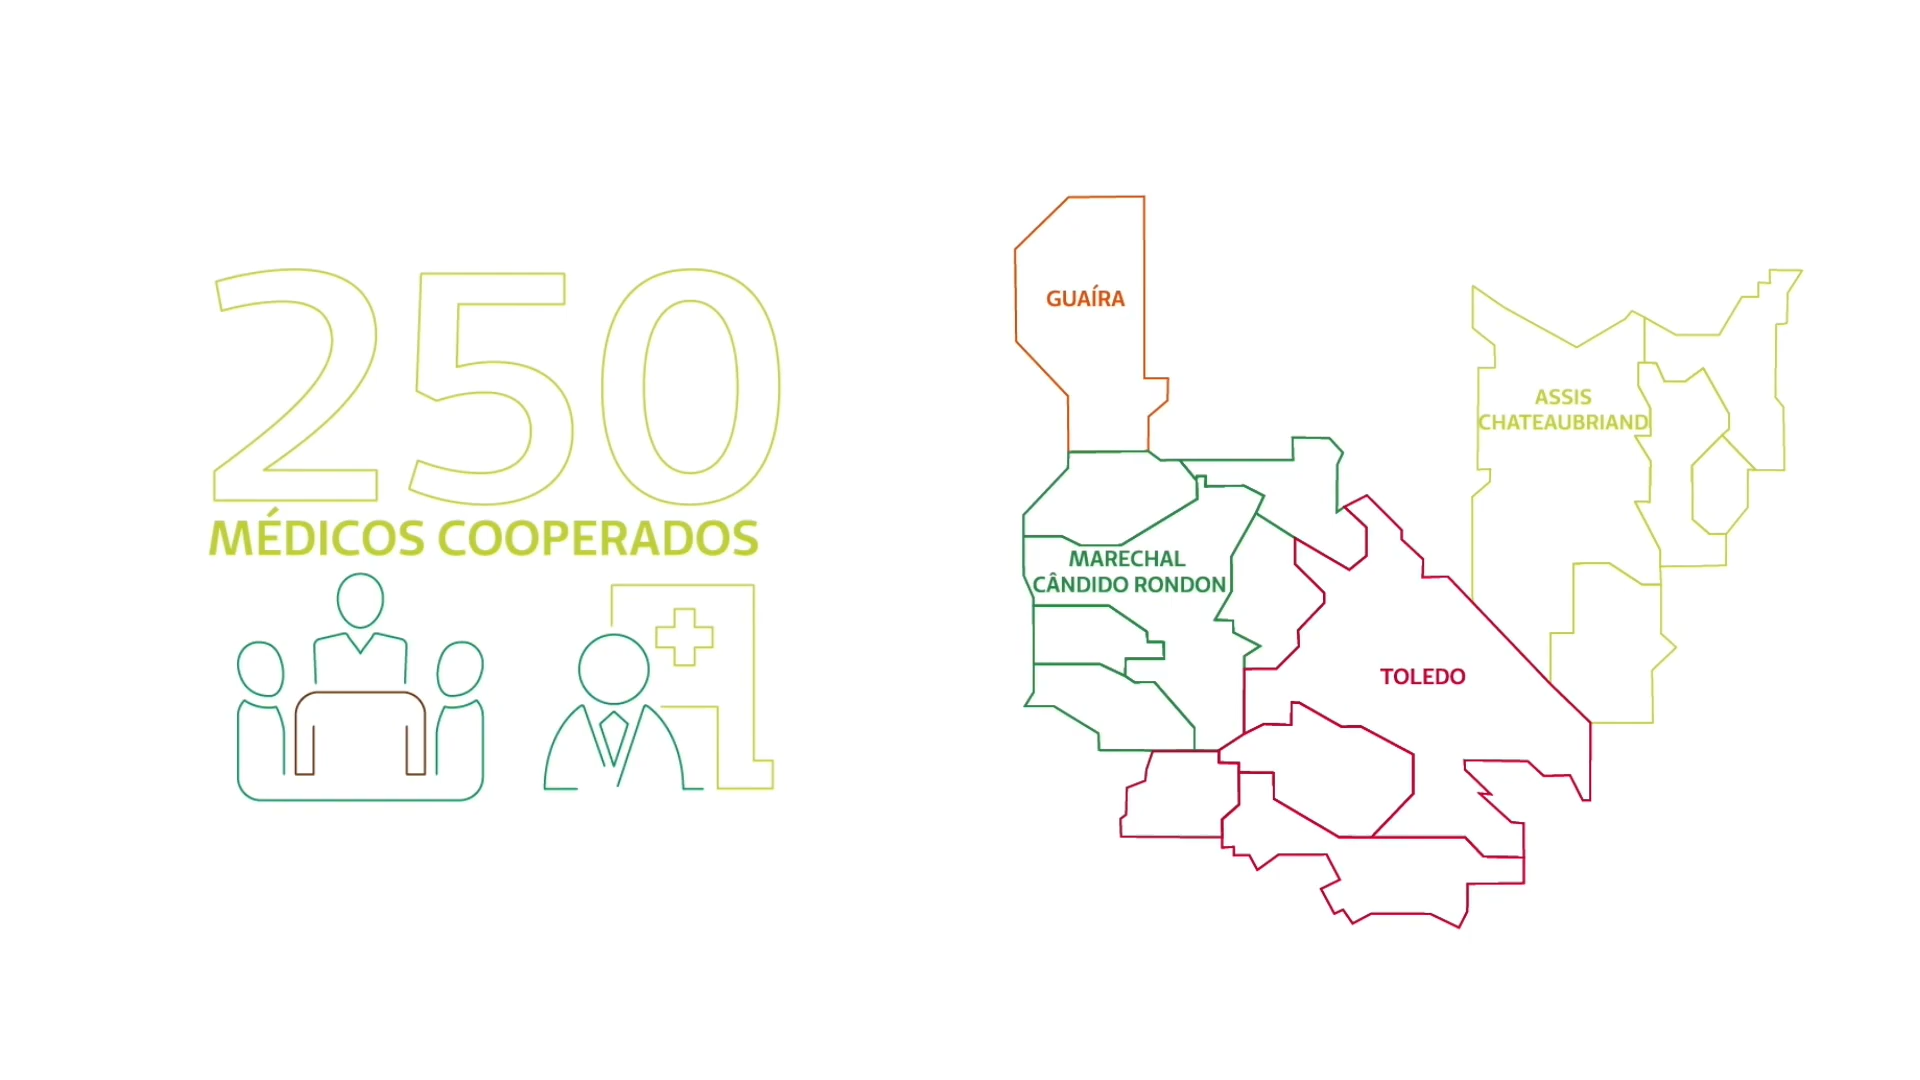 250
MÉDICOS COOPERADOS
GUAÍRA
ASSIS
CHATEAUBRIAND
MARECHAL
CÂNDIDO RONDON
TOLEDO